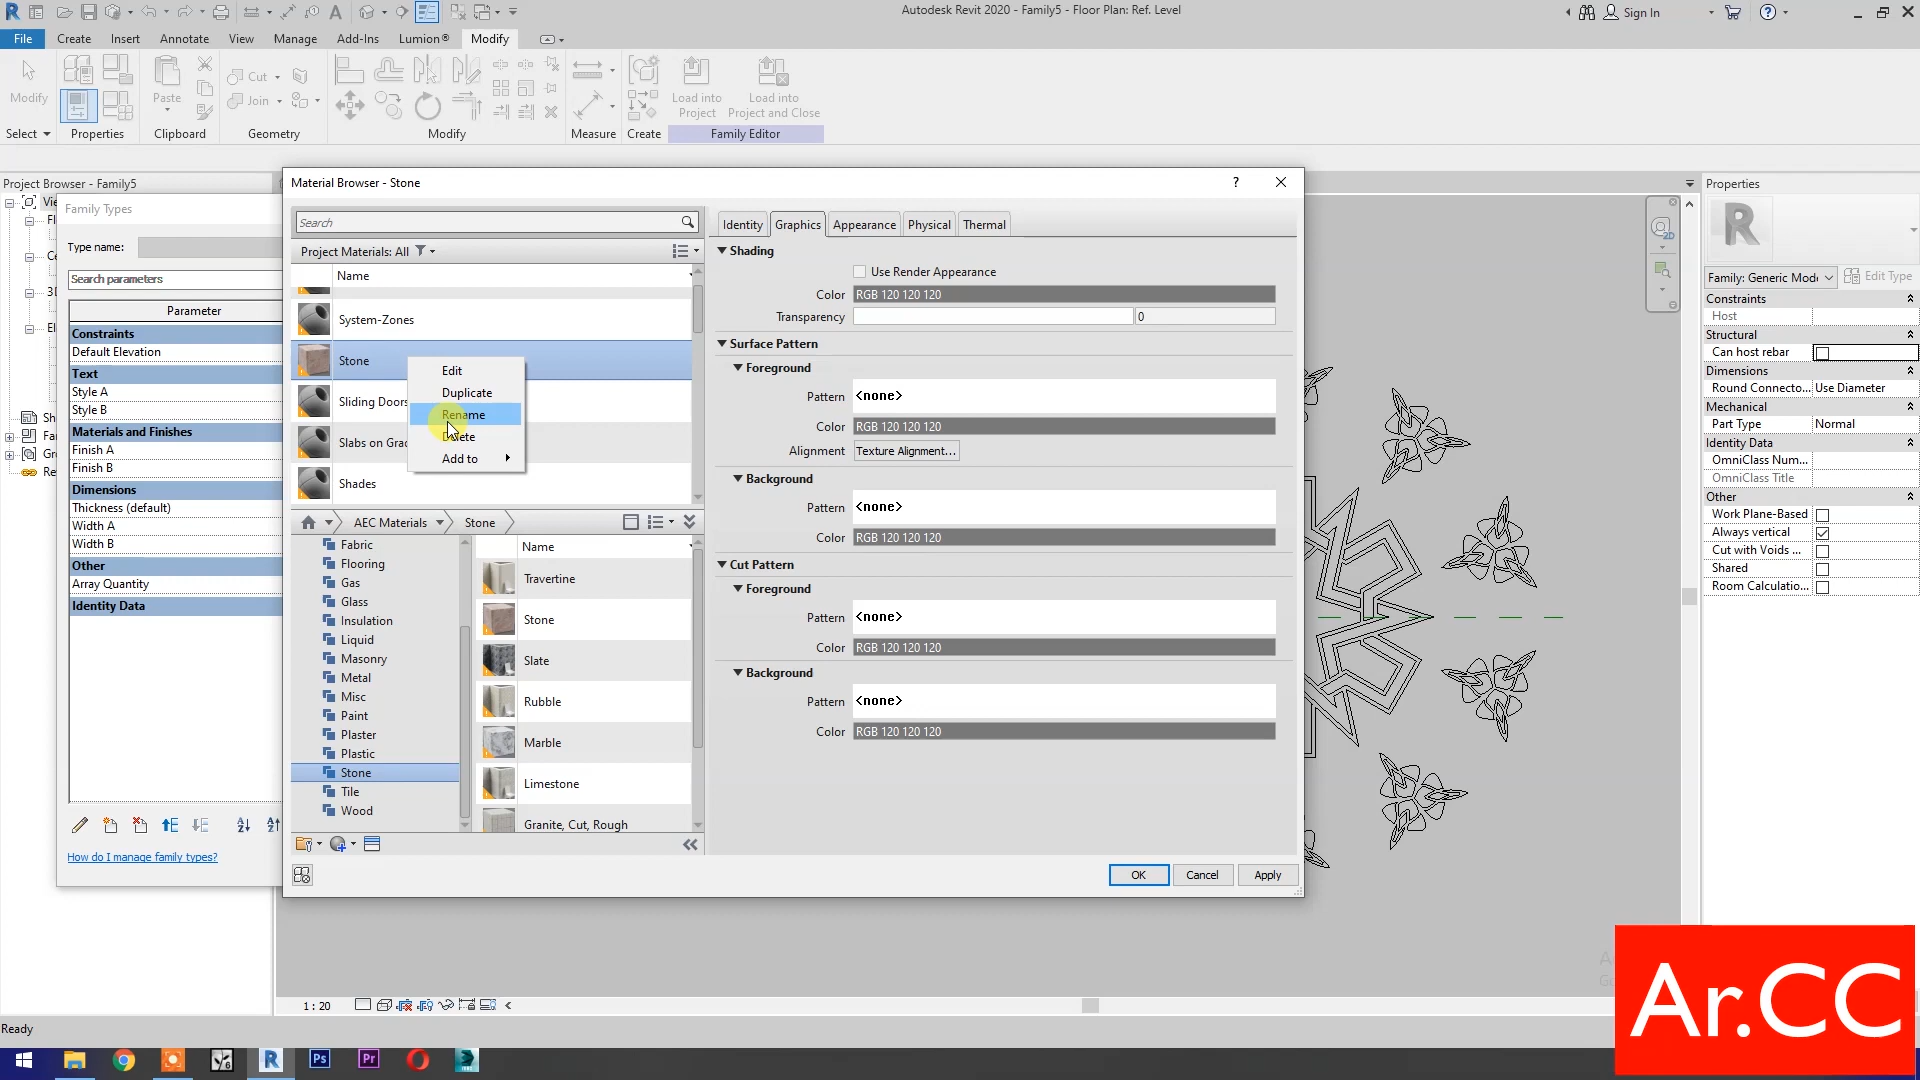 Autodesk Revit 2020 - Family5 - Floor Plan: Ref. Level
Sign In
File
Create
Insert
Annotate
View
Manage
Add-Ins
Lumion®
Modify
Modify
Paste
Cut
Join
Load into
Project
Load into
Project and Close
Select
Properties
Clipboard
Geometry
Modify
Measure
Create
Family Editor
Project Browser - Family5
Family Types
Type name:
Search parameters
Parameter
Constraints
Default Elevation
Text
Style A
Style B
Materials and Finishes
Finish A
Finish B
Dimensions
Thickness (default)
Width A
Width B
Other
Array Quantity
Identity Data
How do I manage family types?
Material Browser - Stone
Search
Project Materials: All
Name
System-Zones
Stone
Sliding Doors
Slabs on Grad
Shades
Edit
Duplicate
Rename
Delete
Add to
AEC Materials
Stone
Fabric
Flooring
Gas
Glass
Insulation
Liquid
Masonry
Metal
Misc
Paint
Plaster
Plastic
Stone
Tile
Wood
Name
Travertine
Stone
Slate
Rubble
Marble
Limestone
Granite, Cut, Rough
Identity
Graphics
Appearance
Physical
Thermal
Shading
Use Render Appearance
Color RGB 120 120 120
Transparency 0
Surface Pattern
Foreground
Pattern <none>
Color RGB 120 120 120
Alignment Texture Alignment...
Background
Pattern <none>
Color RGB 120 120 120
Cut Pattern
Foreground
Pattern <none>
Color RGB 120 120 120
Background
Pattern <none>
Color RGB 120 120 120
OK
Cancel
Apply
Properties
Family: Generic Mode
Edit Type
Constraints
Host
Structural
Can host rebar
Dimensions
Round Connecto... Use Diameter
Mechanical
Part Type Normal
Identity Data
OmniClass Num...
OmniClass Title
Other
Work Plane-Based
Always vertical
Cut with Voids ...
Shared
Room Calculatio...
1 : 20
Ready
Ar.CC